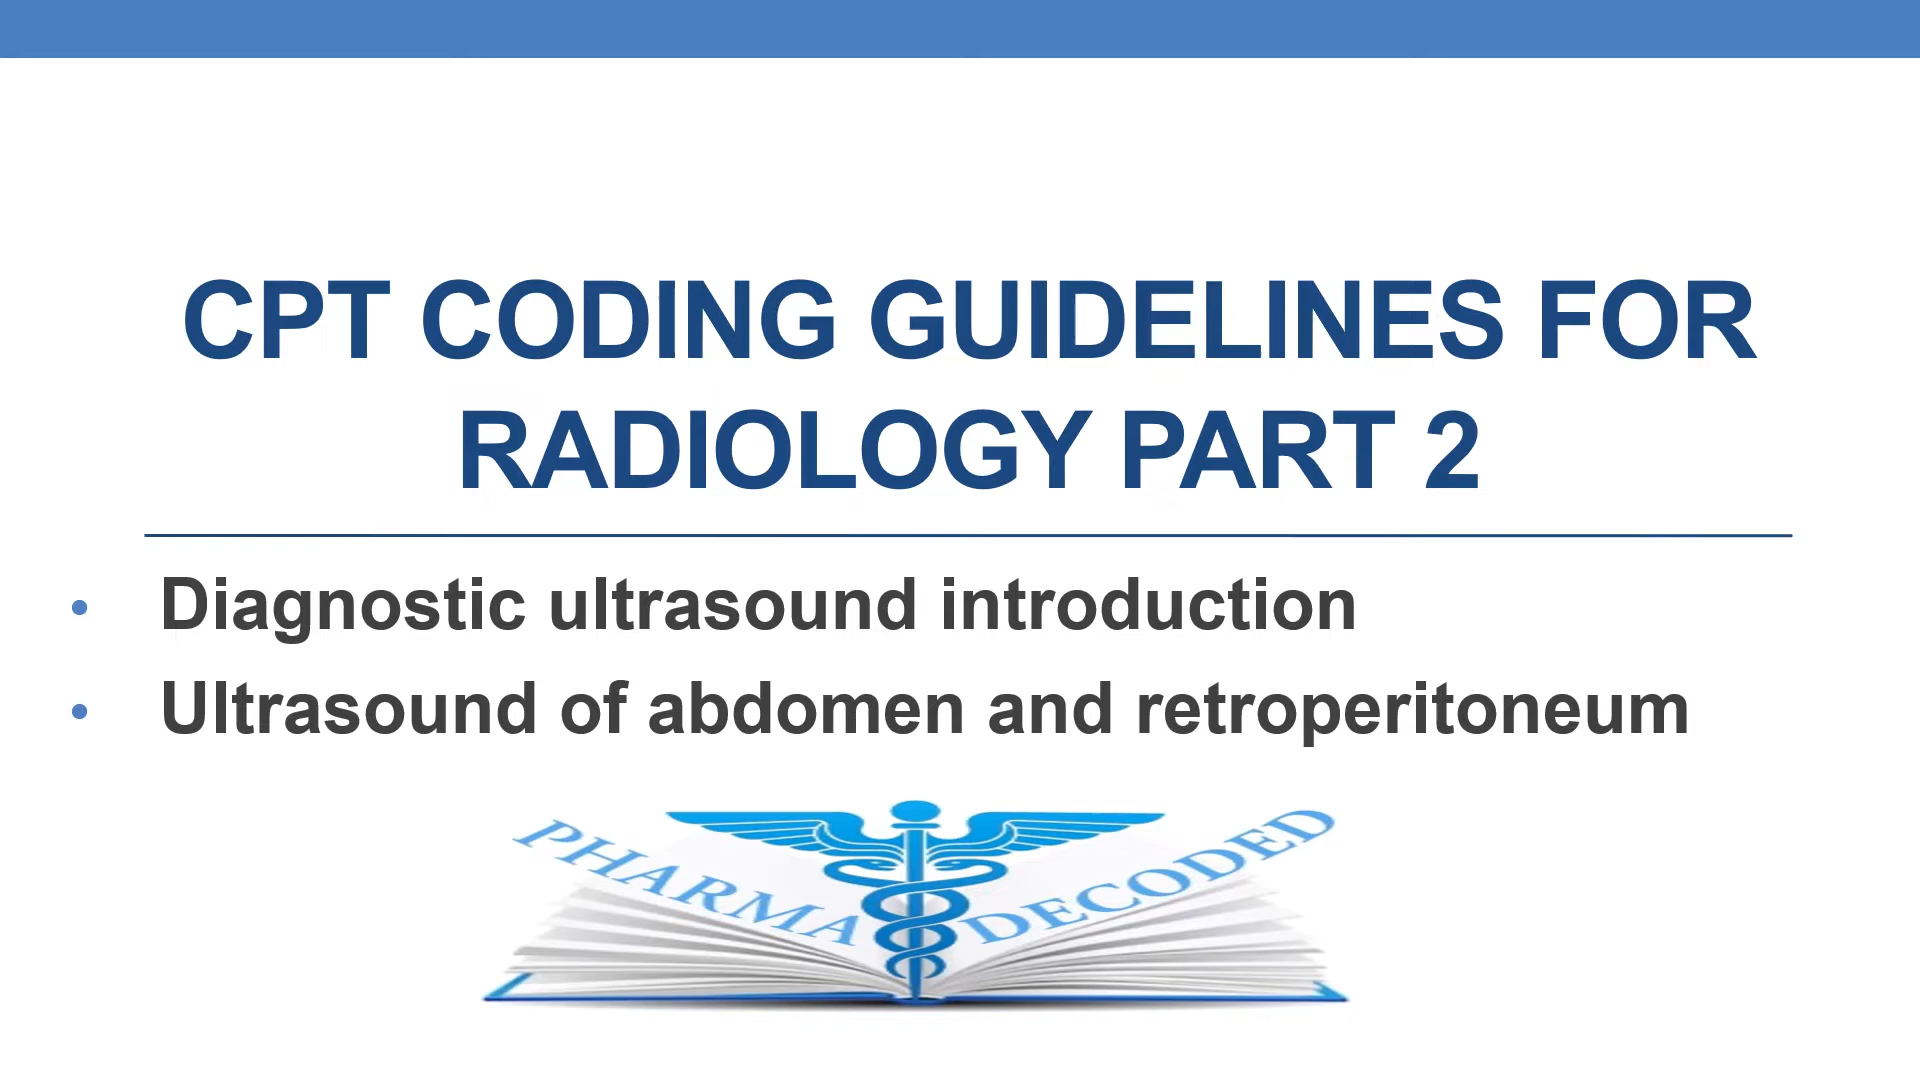 CPT CODING GUIDELINES FOR
RADIOLOGY PART 2
• Diagnostic ultrasound introduction
• Ultrasound of abdomen and retroperitoneum
PHARMA DECODED